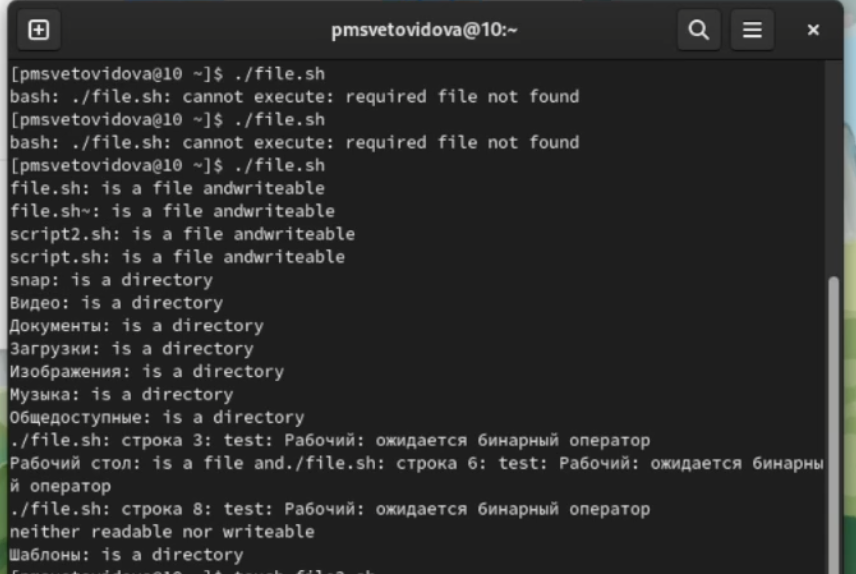 pmsvetovidova@10:~
[pmsvetovidova@10 ~]$ ./file.sh
bash: ./file.sh: cannot execute: required file not found
[pmsvetovidova@10 ~]$ ./file.sh
bash: ./file.sh: cannot execute: required file not found
[pmsvetovidova@10 ~]$ ./file.sh
file.sh: is a file andwriteable
file.sh~: is a file andwriteable
script2.sh: is a file andwriteable
script.sh: is a file andwriteable
snap: is a directory
Видео: is a directory
Документы: is a directory
Загрузки: is a directory
Изображения: is a directory
Музыка: is a directory
Общедоступные: is a directory
./file.sh: строка 3: test: Рабочий: ожидается бинарный оператор
Рабочий стол: is a file and./file.sh: строка 6: test: Рабочий: ожидается бинарны
й оператор
./file.sh: строка 8: test: Рабочий: ожидается бинарный оператор
neither readable nor writeable
Шаблоны: is a directory